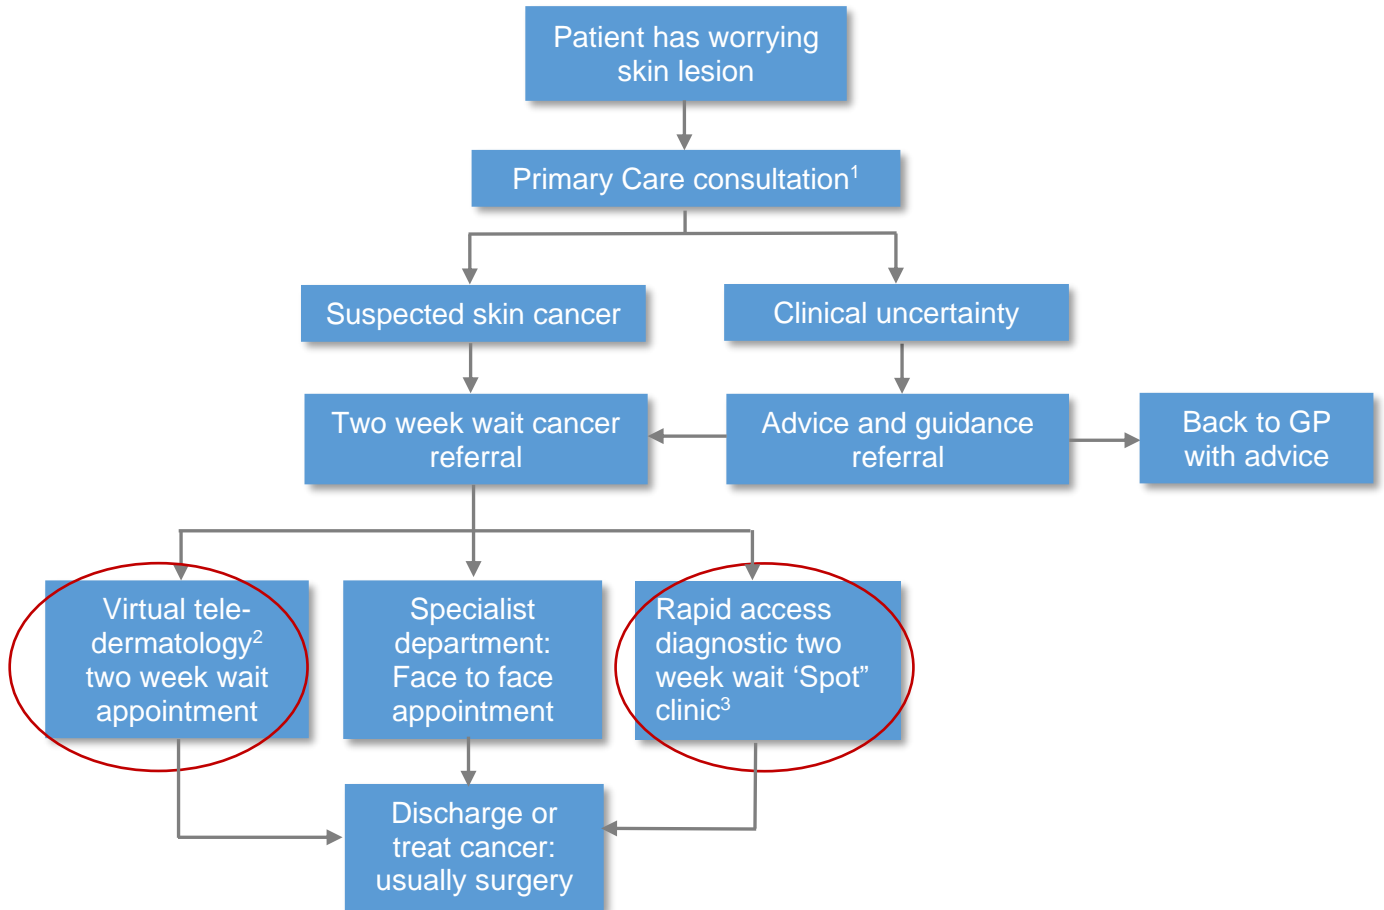 Patient has worrying
skin lesion
Primary Care consultation¹
Suspected skin cancer
Clinical uncertainty
Two week wait cancer
referral
Advice and guidance
referral
Back to GP
with advice
Virtual tele-
dermatology²
two week wait
appointment
Specialist
department:
Face to face
appointment
Rapid access
diagnostic two
week wait ‘Spot”
clinic³
Discharge or
treat cancer:
usually surgery